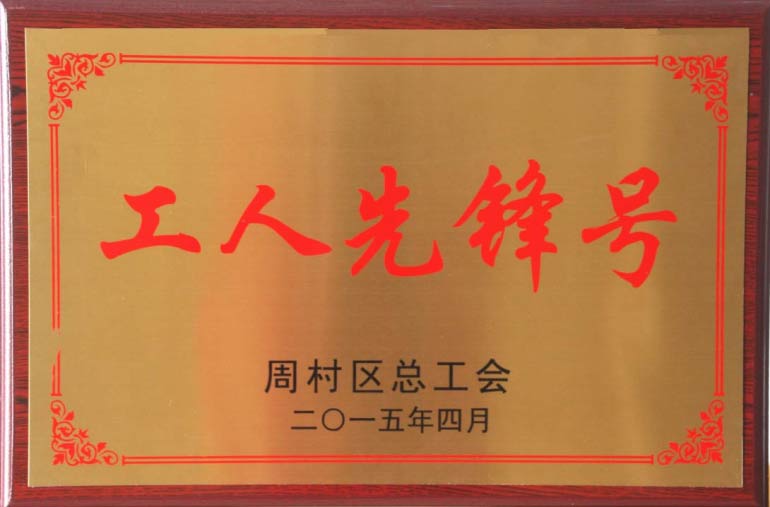 工人先锋号
周村区总工会
二〇一五年四月